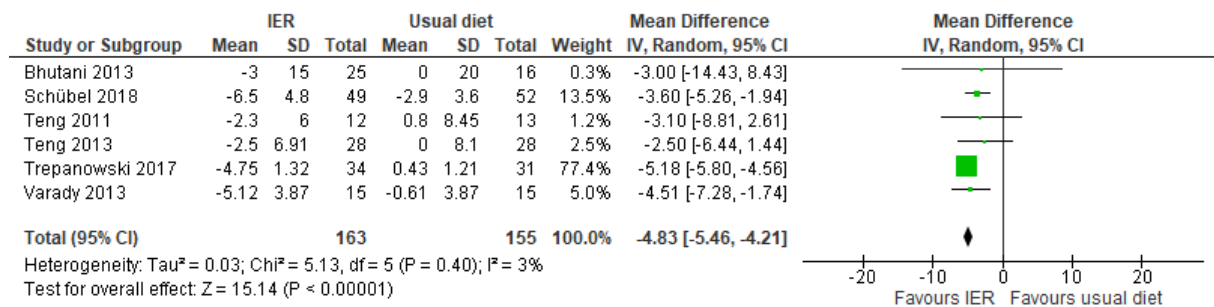 IER Usual diet Mean Difference Mean Difference
Study or Subgroup Mean SD Total Mean SD Total Weight IV, Random, 95% CI IV, Random, 95% CI
Bhutani 2013 -3 15 25 0 20 16 0.3% -3.00 [-14.43, 8.43]
Schübel 2018 -6.5 4.8 49 -2.9 3.6 52 13.5% -3.60 [-5.26, -1.94]
Teng 2011 -2.3 6 12 0.8 8.45 13 1.2% -3.10 [-8.81, 2.61]
Teng 2013 -2.5 6.91 28 0 8.1 28 2.5% -2.50 [-6.44, 1.44]
Trepanowski 2017 -4.75 1.32 34 0.43 1.21 31 77.4% -5.18 [-5.80, -4.56]
Varady 2013 -5.12 3.87 15 -0.61 3.87 15 5.0% -4.51 [-7.28, -1.74]
Total (95% CI) 163 155 100.0% -4.83 [-5.46, -4.21]
Heterogeneity: Tau² = 0.03; Chi² = 5.13, df = 5 (P = 0.40); I² = 3%
Test for overall effect: Z = 15.14 (P < 0.00001)
-20 -10 0 10 20
Favours IER Favours usual diet